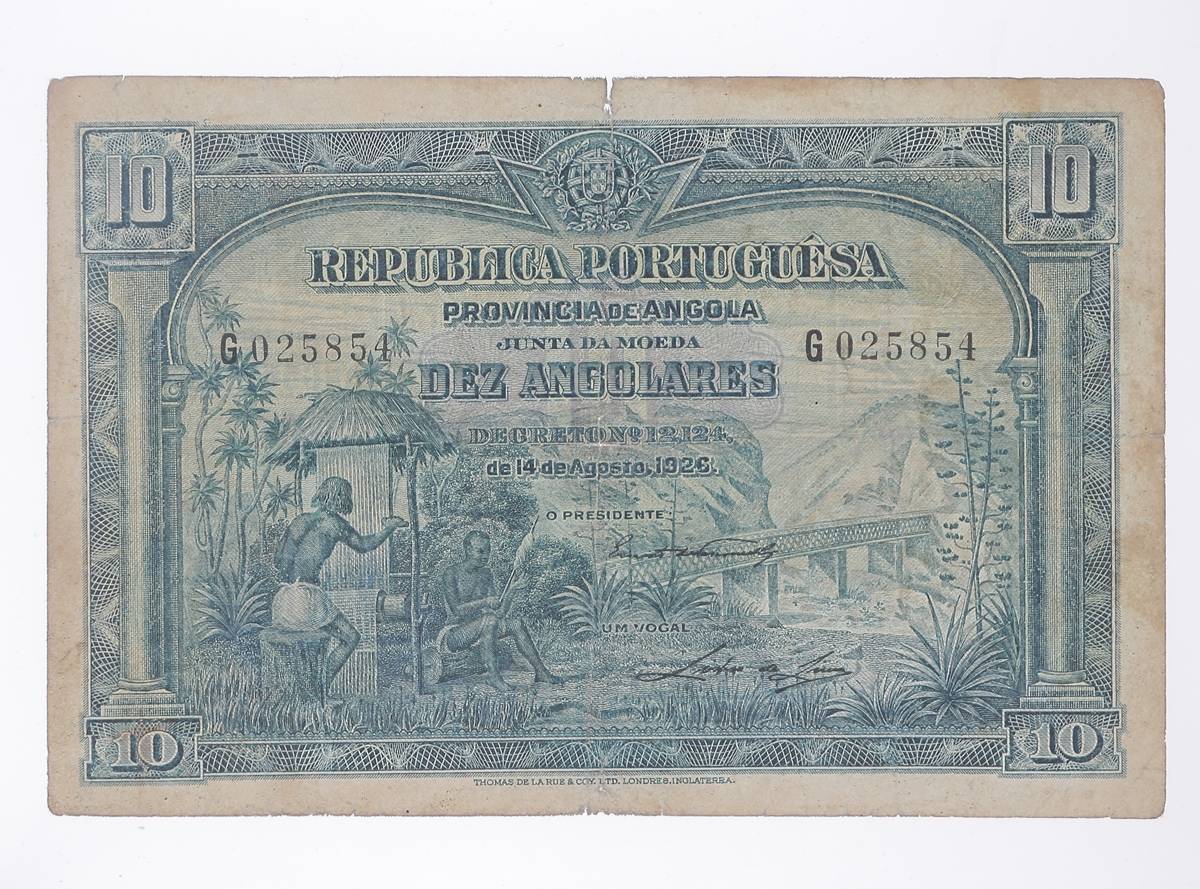 10 10
REPUBLICA PORTUGUÊSA
PROVINCIA DE ANGOLA
G 025854 JUNTA DA MOEDA G 025854
DEZ ANGOLARES
DECRETO Nº 12.124,
de 14 de Agosto, 1926.
O PRESIDENTE
UM VOGAL
10 10
THOMAS DE LA RUE & COY. LTD. LONDRES, INGLATERRA.